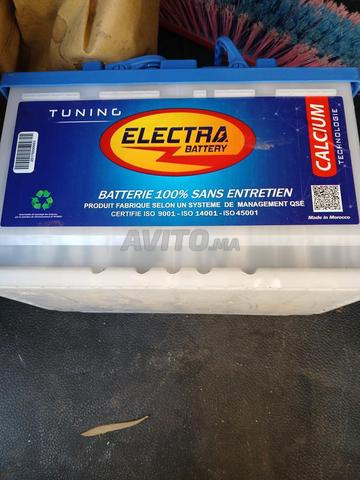 TUNING
ELECTRA
BATTERY
CALCIUM
TECHNOLOGIE
BATTERIE 100% SANS ENTRETIEN
PRODUIT FABRIQUE SELON UN SYSTEME DE MANAGEMENT QSÉ
CERTIFIE ISO 9001 - ISO 14001 - ISO 45001
Made in Morocco
AVITO.ma